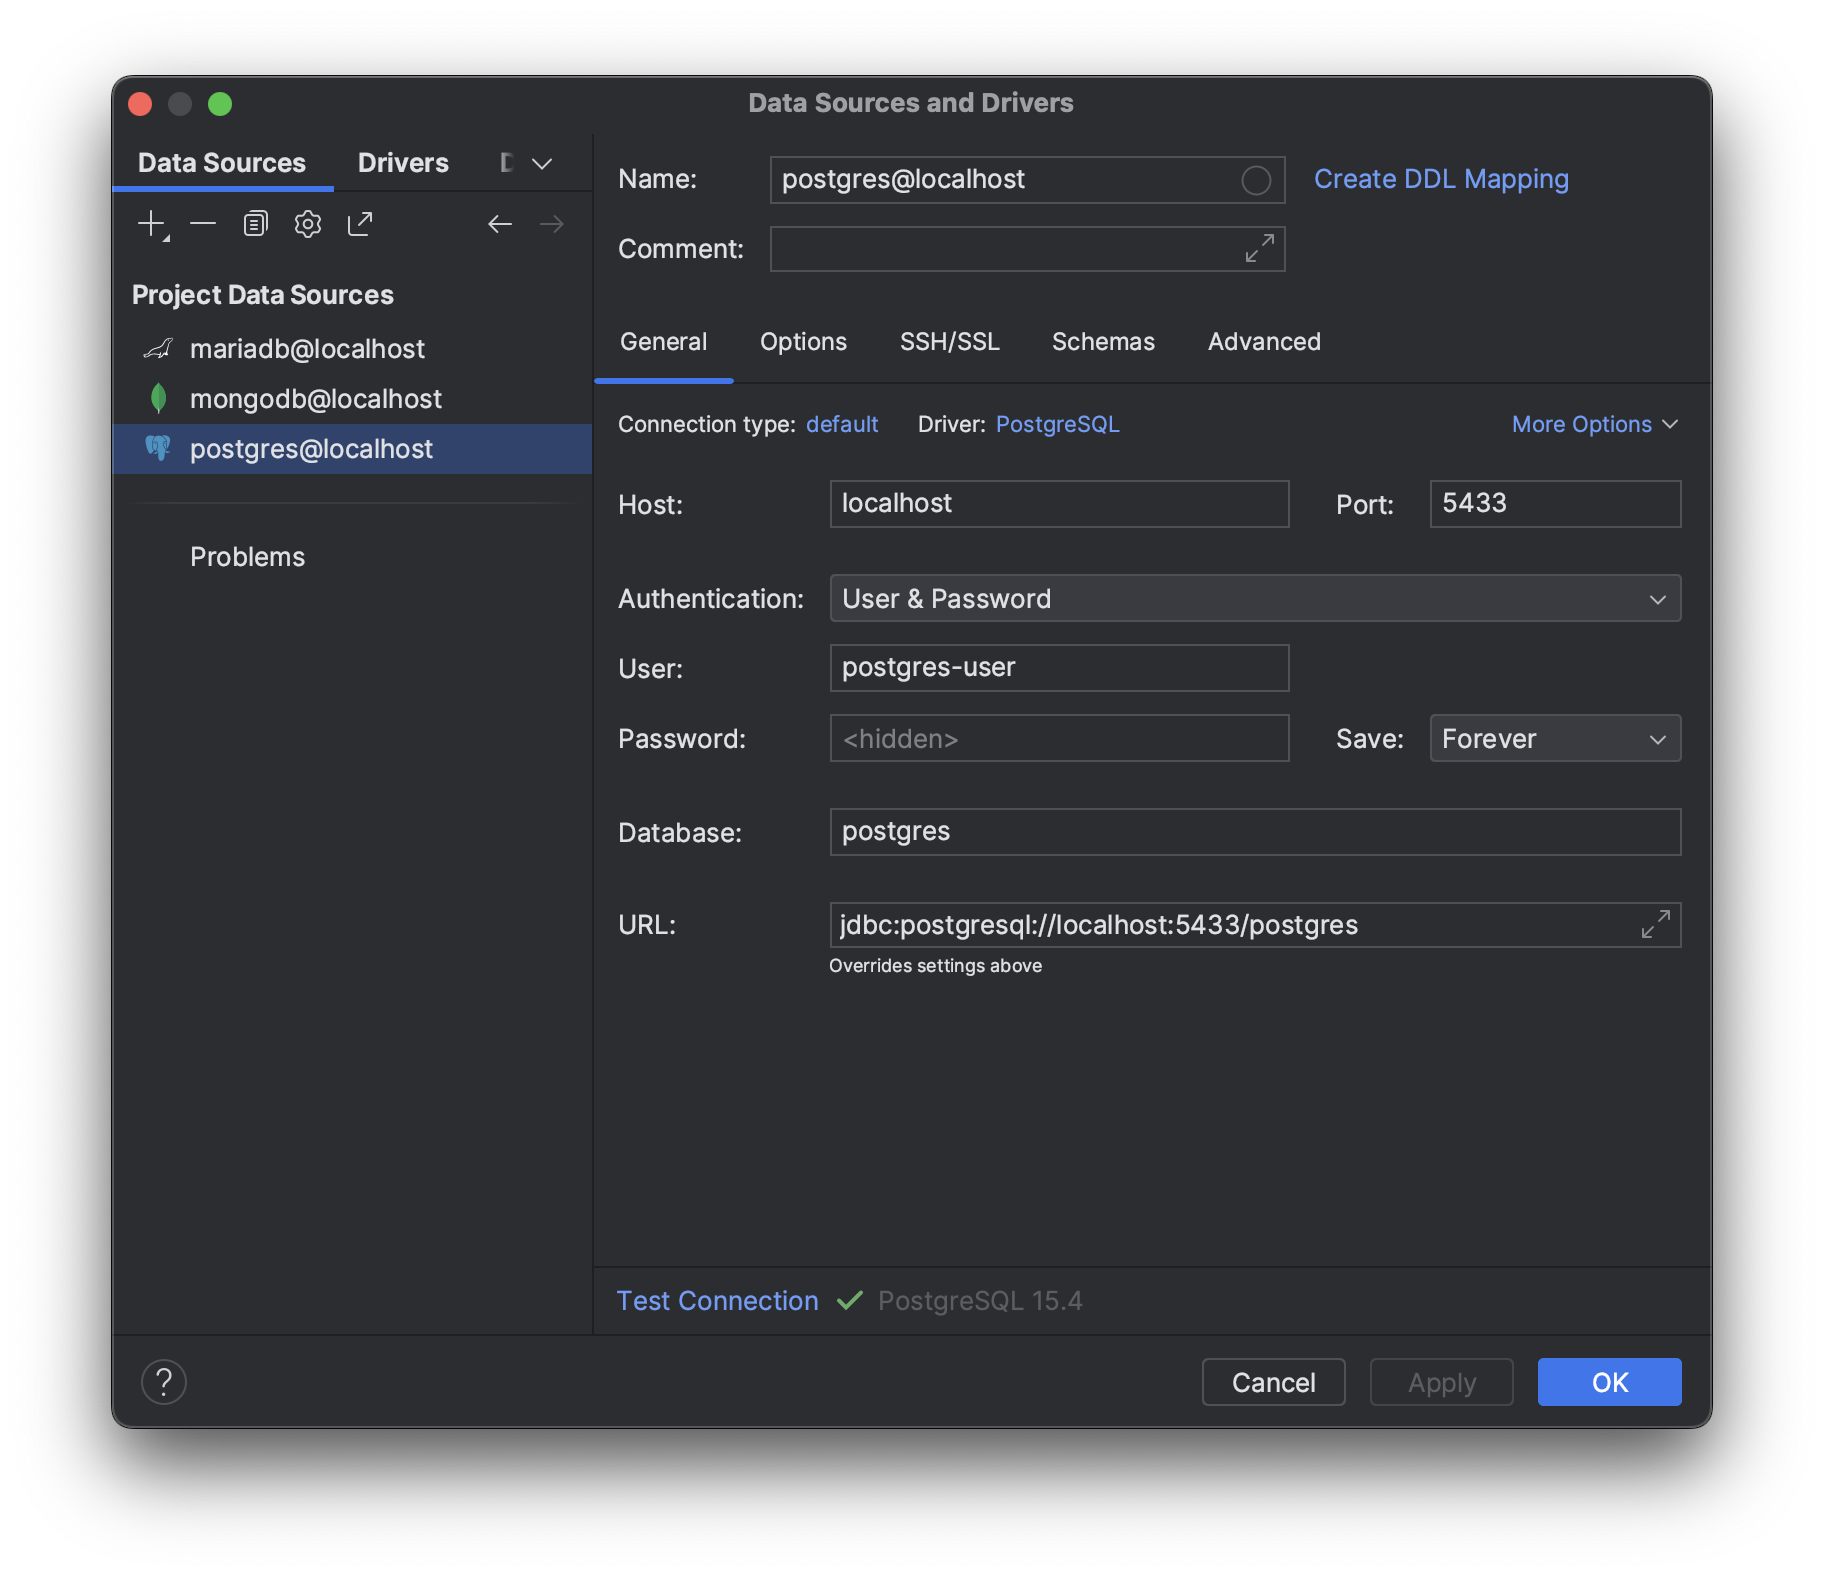 Data Sources and Drivers
Data Sources Drivers D
Project Data Sources
mariadb@localhost
mongodb@localhost
postgres@localhost
Problems
Name: postgres@localhost Create DDL Mapping
Comment:
General Options SSH/SSL Schemas Advanced
Connection type: default Driver: PostgreSQL More Options
Host: localhost Port: 5433
Authentication: User & Password
User: postgres-user
Password: <hidden> Save: Forever
Database: postgres
URL: jdbc:postgresql://localhost:5433/postgres
Overrides settings above
Test Connection PostgreSQL 15.4
? Cancel Apply OK